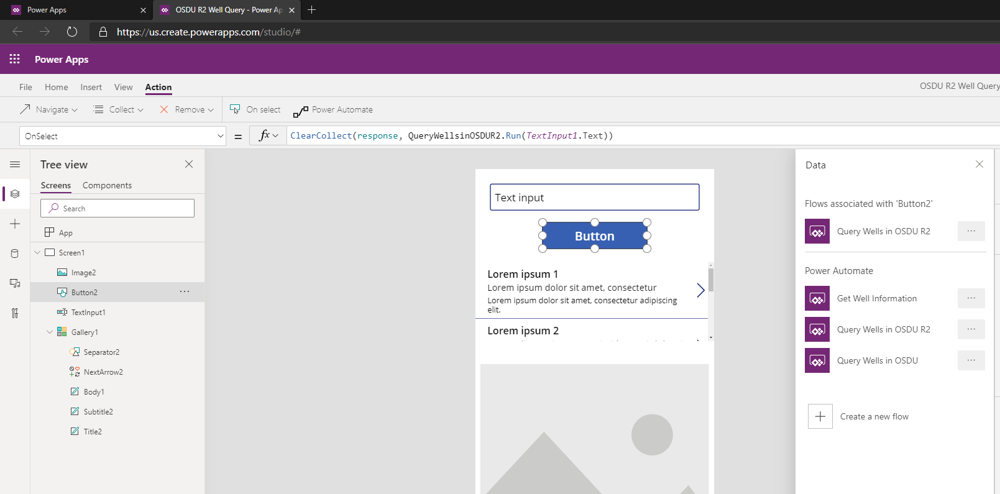 Power Apps
OSDU R2 Well Query - Power Ap
https://us.create.powerapps.com/studio/#
Power Apps
File Home Insert View Action
OSDU R2 Well Query
Navigate Collect Remove On select Power Automate
OnSelect = fx ClearCollect(response, QueryWellsinOSDUR2.Run(TextInput1.Text))
Tree view
Screens Components
Search
App
Screen1
Image2
Button2 ...
TextInput1
Gallery1
Separator2
NextArrow2
Body1
Subtitle2
Title2
Text input
Button
Lorem ipsum 1
Lorem ipsum dolor sit amet, consectetur
Lorem ipsum dolor sit amet, consectetur adipiscing
elit.
Lorem ipsum 2
Data
Flows associated with 'Button2'
Query Wells in OSDU R2 ...
Power Automate
Get Well Information ...
Query Wells in OSDU R2 ...
Query Wells in OSDU ...
Create a new flow